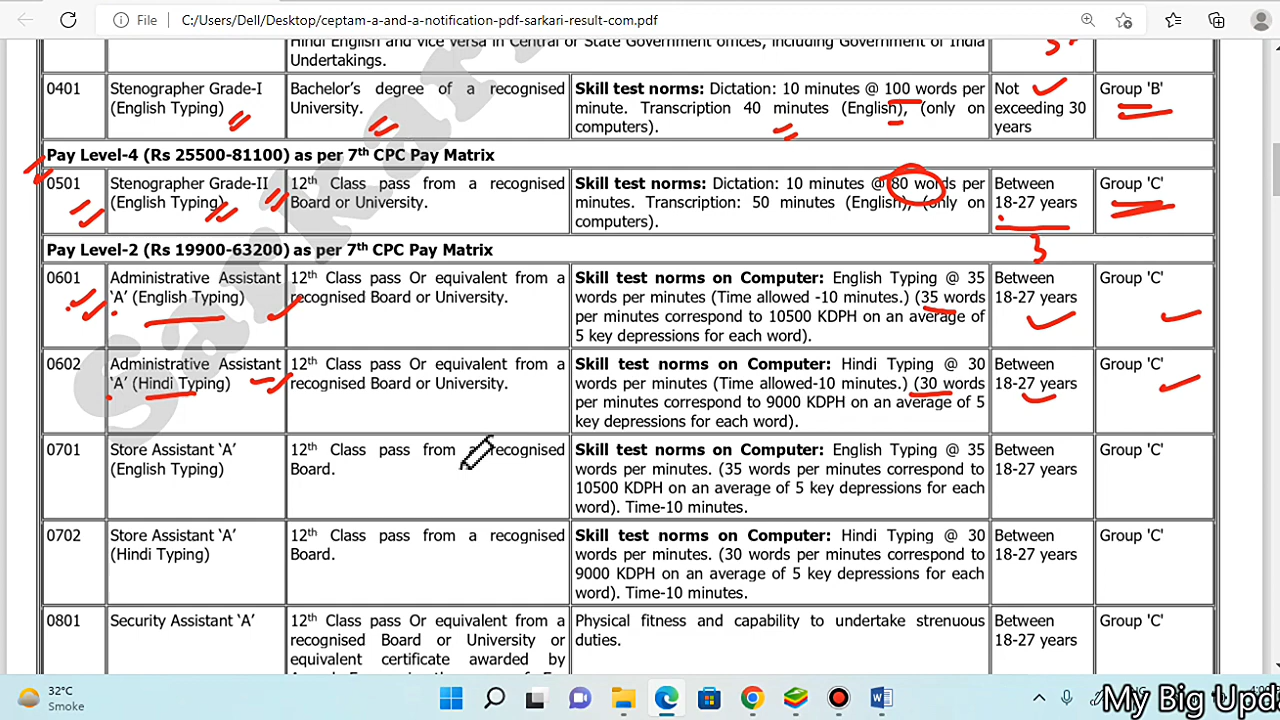 File
C:/Users/Dell/Desktop/ceptam-a-and-a-notification-pdf-sarkari-result-com.pdf
Hindi English and vice versa in Central or State Government offices, including Government of India
Undertakings.
3
0401
Stenographer Grade-I
(English Typing)
Bachelor's degree of a recognised
University.
Skill test norms: Dictation: 10 minutes @ 100 words per
minute. Transcription 40 minutes (English), (only on
computers).
Not
exceeding 30
years
Group 'B'
Pay Level-4 (Rs 25500-81100) as per 7th CPC Pay Matrix
0501
Stenographer Grade-II
(English Typing)
12th Class pass from a recognised
Board or University.
Skill test norms: Dictation: 10 minutes @ 80 words per
minutes. Transcription: 50 minutes (English), (only on
computers).
Between
18-27 years
Group 'C'
Pay Level-2 (Rs 19900-63200) as per 7th CPC Pay Matrix
3
0601
Administrative Assistant
'A' (English Typing)
12th Class pass Or equivalent from a
recognised Board or University.
Skill test norms on Computer: English Typing @ 35
words per minutes (Time allowed -10 minutes.) (35 words
per minutes correspond to 10500 KDPH on an average of
5 key depressions for each word).
Between
18-27 years
Group 'C'
0602
Administrative Assistant
'A' (Hindi Typing)
12th Class pass Or equivalent from a
recognised Board or University.
Skill test norms on Computer: Hindi Typing @ 30
words per minutes (Time allowed-10 minutes.) (30 words
per minutes correspond to 9000 KDPH on an average of 5
key depressions for each word).
Between
18-27 years
Group 'C'
0701
Store Assistant 'A'
(English Typing)
12th Class pass from a recognised
Board.
Skill test norms on Computer: English Typing @ 35
words per minutes. (35 words per minutes correspond to
10500 KDPH on an average of 5 key depressions for each
word). Time-10 minutes.
Between
18-27 years
Group 'C'
0702
Store Assistant 'A'
(Hindi Typing)
12th Class pass from a recognised
Board.
Skill test norms on Computer: Hindi Typing @ 30
words per minutes. (30 words per minutes correspond to
9000 KDPH on an average of 5 key depressions for each
word). Time-10 minutes.
Between
18-27 years
Group 'C'
0801
Security Assistant 'A'
12th Class pass Or equivalent from a
recognised Board or University or
equivalent certificate awarded by
Physical fitness and capability to undertake strenuous
duties.
Between
18-27 years
Group 'C'
Sarkari
32°C
Smoke
My Big Upd